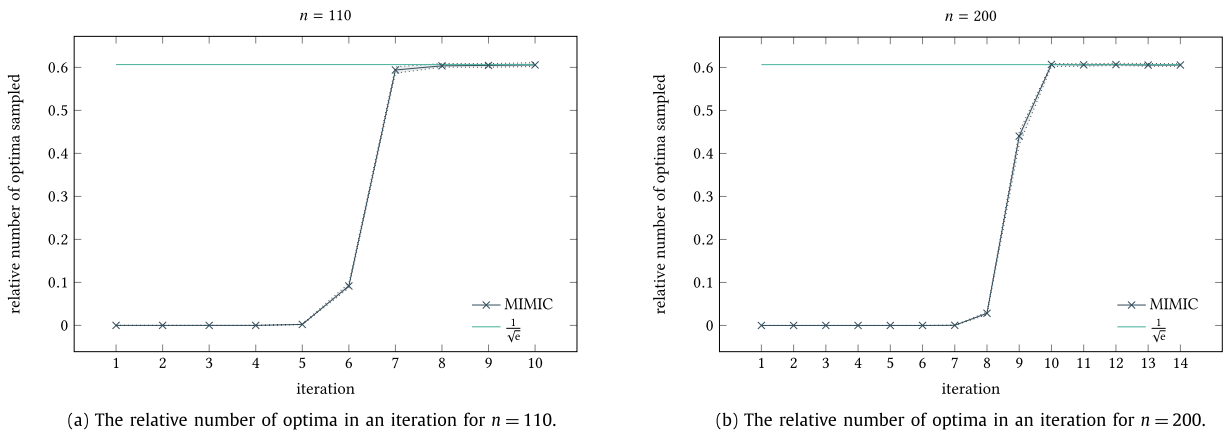 n = 110
relative number of optima sampled
0.6
0.5
0.4
0.3
0.2
0.1
0
MIMIC
1/√e
1 2 3 4 5 6 7 8 9 10
iteration
(a) The relative number of optima in an iteration for n = 110.
n = 200
relative number of optima sampled
0.6
0.5
0.4
0.3
0.2
0.1
0
MIMIC
1/√e
1 2 3 4 5 6 7 8 9 10 11 12 13 14
iteration
(b) The relative number of optima in an iteration for n = 200.